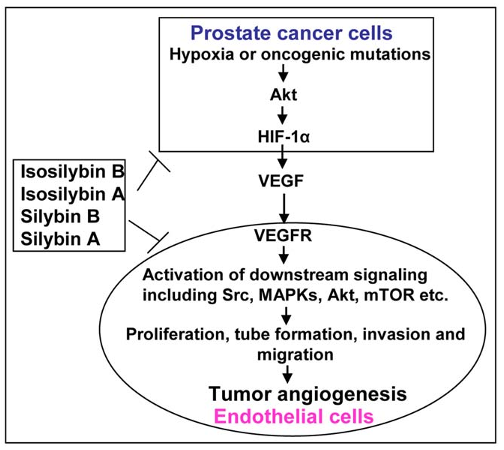 Prostate cancer cells
Hypoxia or oncogenic mutations
Akt
HIF-1α
VEGF
Isosilybin B
Isosilybin A
Silybin B
Silybin A
VEGFR
Activation of downstream signaling
including Src, MAPKs, Akt, mTOR etc.
Proliferation, tube formation, invasion and
migration
Tumor angiogenesis
Endothelial cells